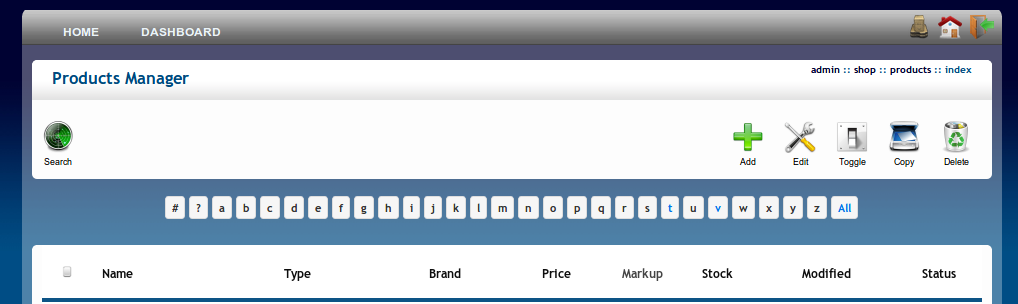 HOME DASHBOARD
Products Manager admin :: shop :: products :: index
Search Add Edit Toggle Copy Delete
# ? a b c d e f g h i j k l m n o p q r s t u v w x y z All
Name Type Brand Price Markup Stock Modified Status